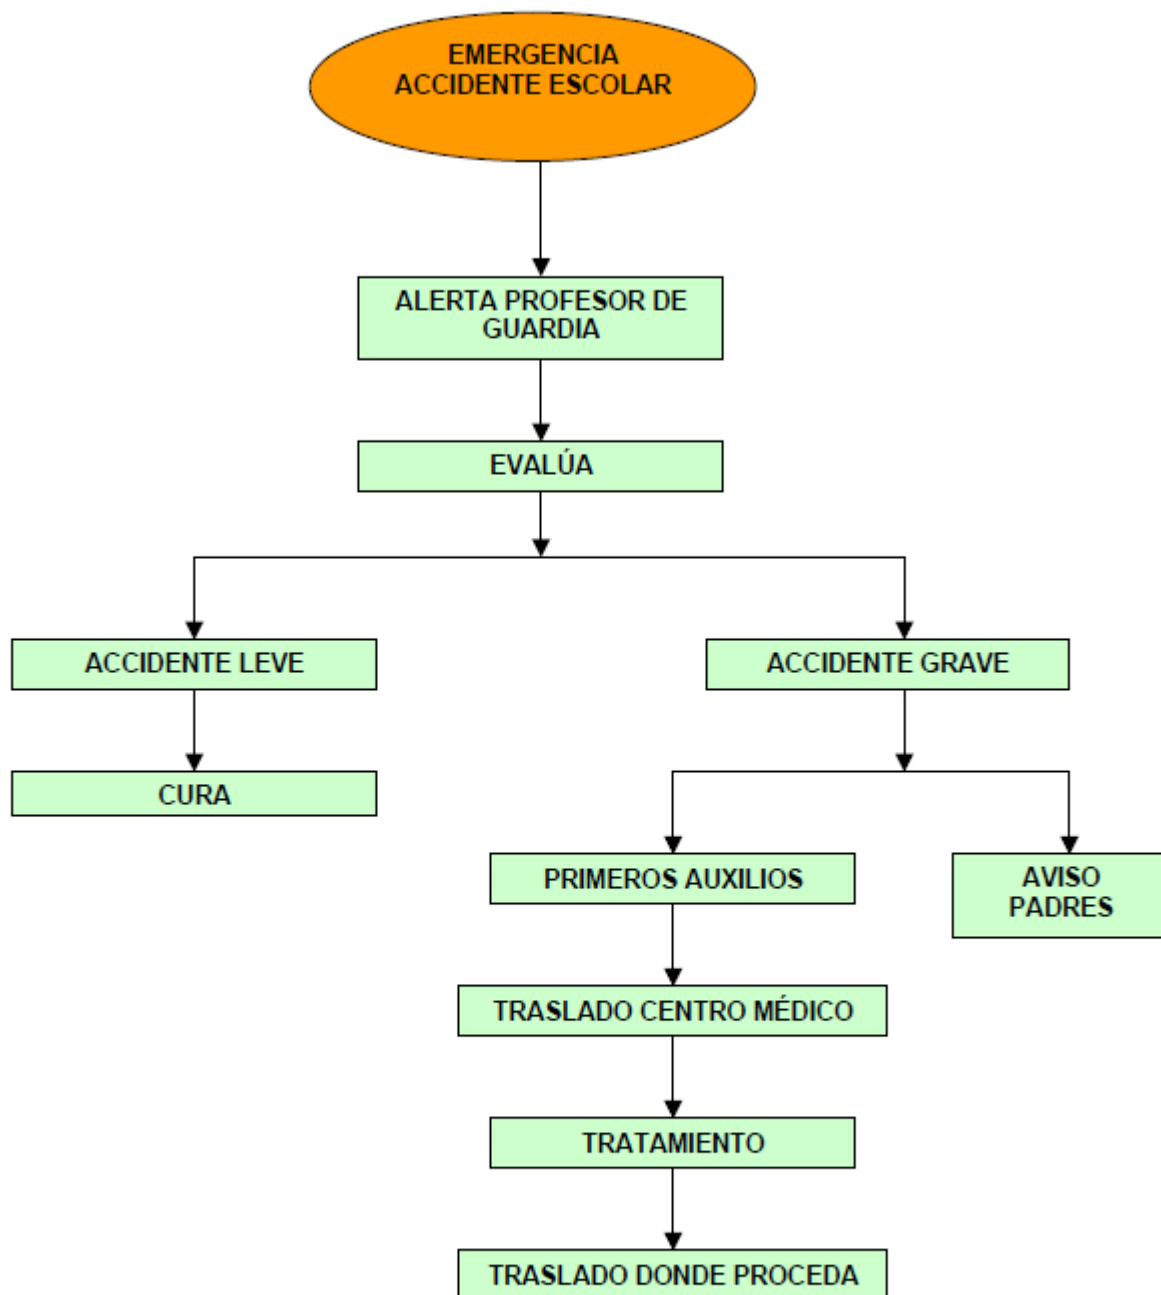 EMERGENCIA
ACCIDENTE ESCOLAR
ALERTA PROFESOR DE
GUARDIA
EVALÚA
ACCIDENTE LEVE
ACCIDENTE GRAVE
CURA
PRIMEROS AUXILIOS
AVISO
PADRES
TRASLADO CENTRO MÉDICO
TRATAMIENTO
TRASLADO DONDE PROCEDA